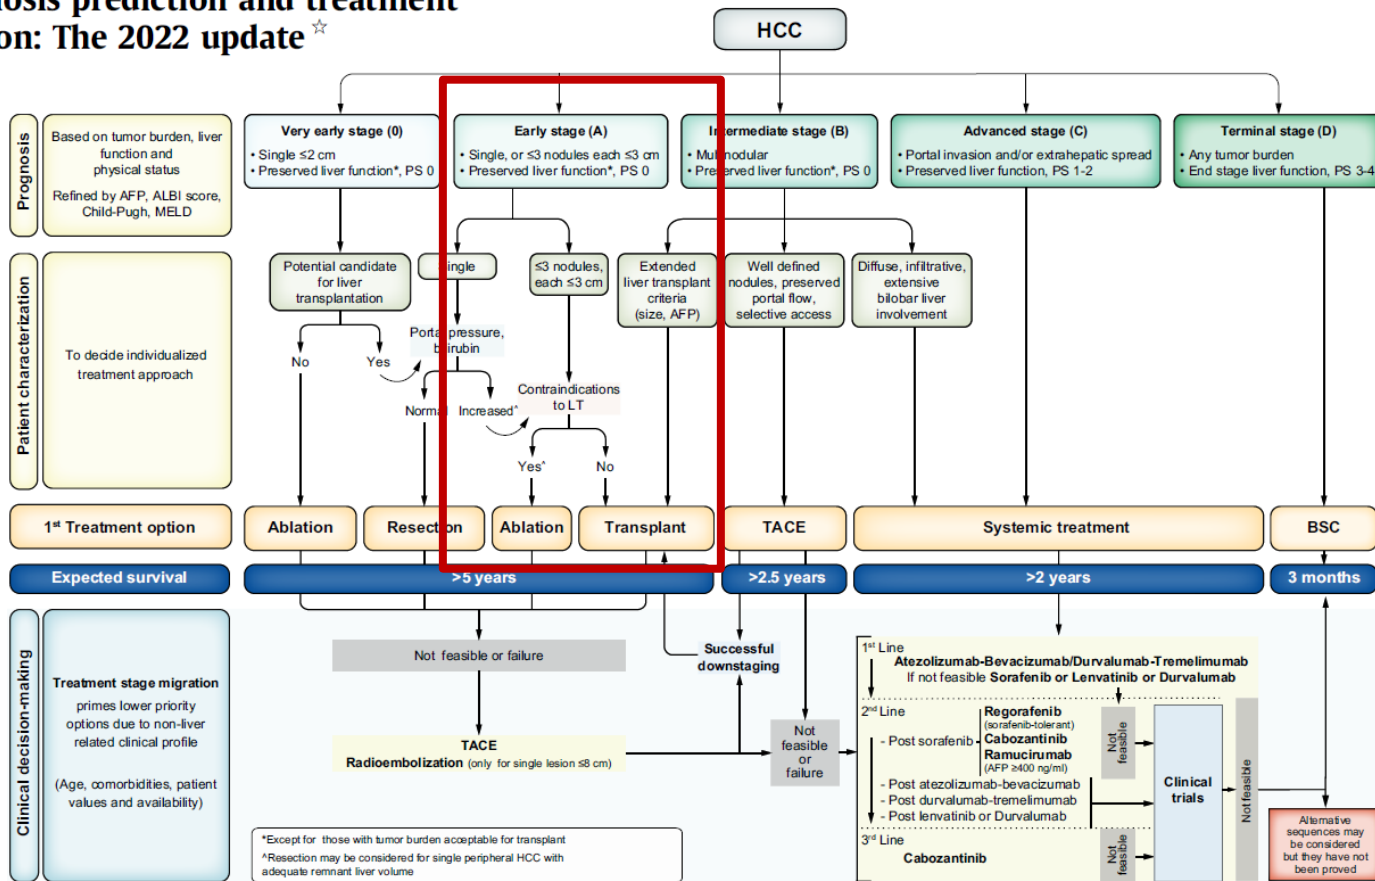 osis prediction and treatment
on: The 2022 update ☆
HCC
Prognosis
Based on tumor burden, liver
function and
physical status
Refined by AFP, ALBI score,
Child-Pugh, MELD
Very early stage (0)
• Single ≤2 cm
• Preserved liver function*, PS 0
Early stage (A)
• Single, or ≤3 nodules each ≤3 cm
• Preserved liver function*, PS 0
Intermediate stage (B)
• Multinodular
• Preserved liver function*, PS 0
Advanced stage (C)
• Portal invasion and/or extrahepatic spread
• Preserved liver function, PS 1-2
Terminal stage (D)
• Any tumor burden
• End stage liver function, PS 3-4
Patient characterization
To decide individualized
treatment approach
Potential candidate
for liver
transplantation
Single
≤3 nodules,
each ≤3 cm
Extended
liver transplant
criteria
(size, AFP)
Well defined
nodules, preserved
portal flow,
selective access
Diffuse, infiltrative,
extensive
bilobar liver
involvement
No
Yes
Portal pressure,
bilirubin
Normal
Increased^
Contraindications
to LT
Yes^
No
1st Treatment option
Ablation
Resection
Ablation
Transplant
TACE
Systemic treatment
BSC
Expected survival
>5 years
>2.5 years
>2 years
3 months
Clinical decision-making
Treatment stage migration
primes lower priority
options due to non-liver
related clinical profile
(Age, comorbidities, patient
values and availability)
Not feasible or failure
TACE
Radioembolization (only for single lesion ≤8 cm)
Successful
downstaging
Not
feasible
or failure
1st Line
Atezolizumab-Bevacizumab/Durvalumab-Tremelimumab
If not feasible Sorafenib or Lenvatinib or Durvalumab
2nd Line
- Post sorafenib
Regorafenib
(sorafenib-tolerant)
Cabozantinib
Ramucirumab
(AFP ≥400 ng/ml)
- Post atezolizumab-bevacizumab
- Post durvalumab-tremelimumab
- Post lenvatinib or Durvalumab
3rd Line
Cabozantinib
Not
feasible
Not
feasible
Clinical
trials
Not feasible
Alternative
sequences may
be considered
but they have not
been proved
*Except for those with tumor burden acceptable for transplant
^Resection may be considered for single peripheral HCC with
adequate remnant liver volume